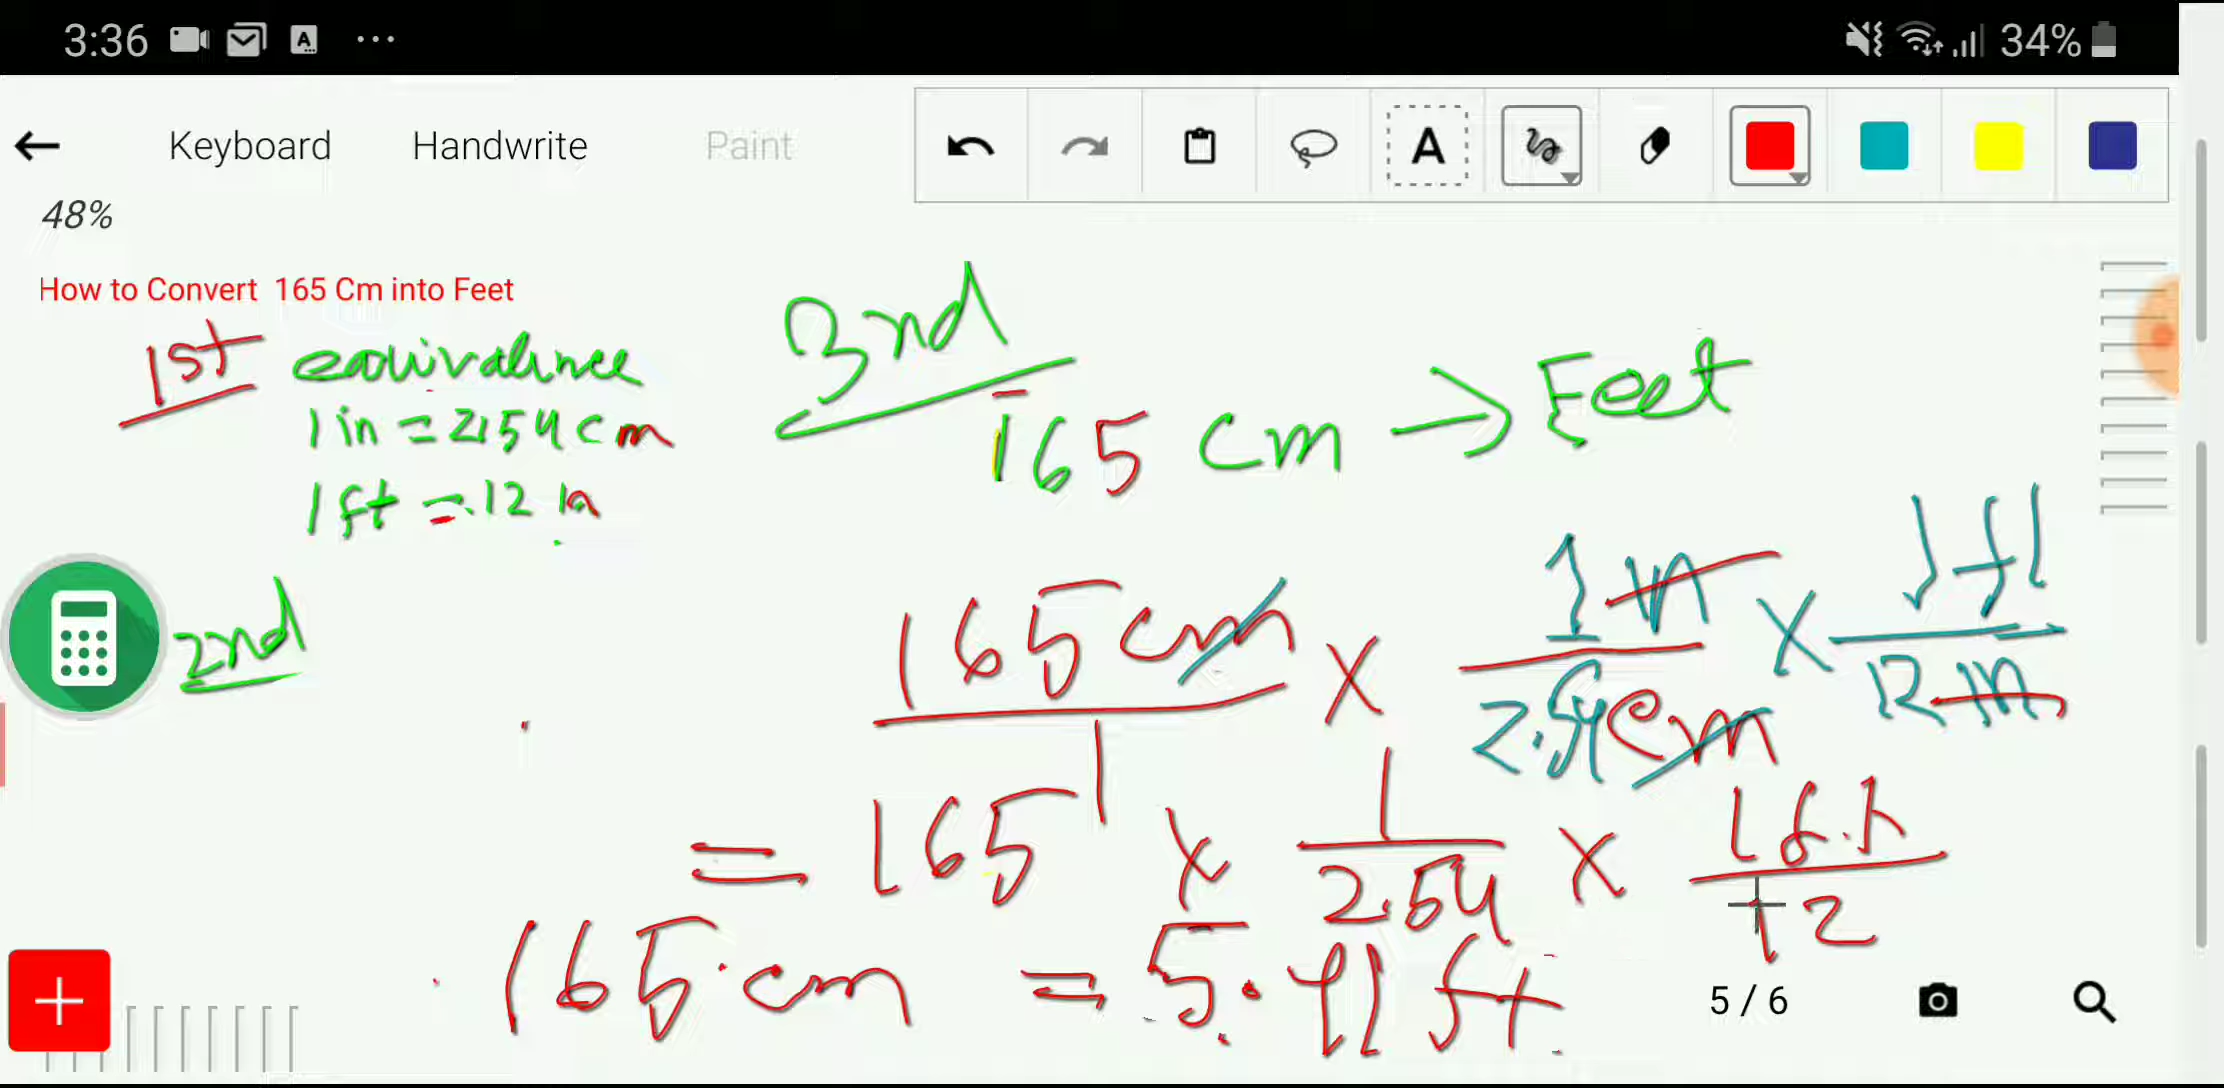 3:36 A... 34%
Keyboard Handwrite Paint A
48%
How to Convert 165 Cm into Feet
1st equivalence
1 in = 2.54 cm
1 ft = 12 in
2nd
3nd
165 cm → Feet
165 cm / 1 × 1 in / 2.54 cm × 1 ft / 12 in
= 165 × 1 / 2.54 × 1 ft / 12
165 cm = 5.41 ft
5 / 6